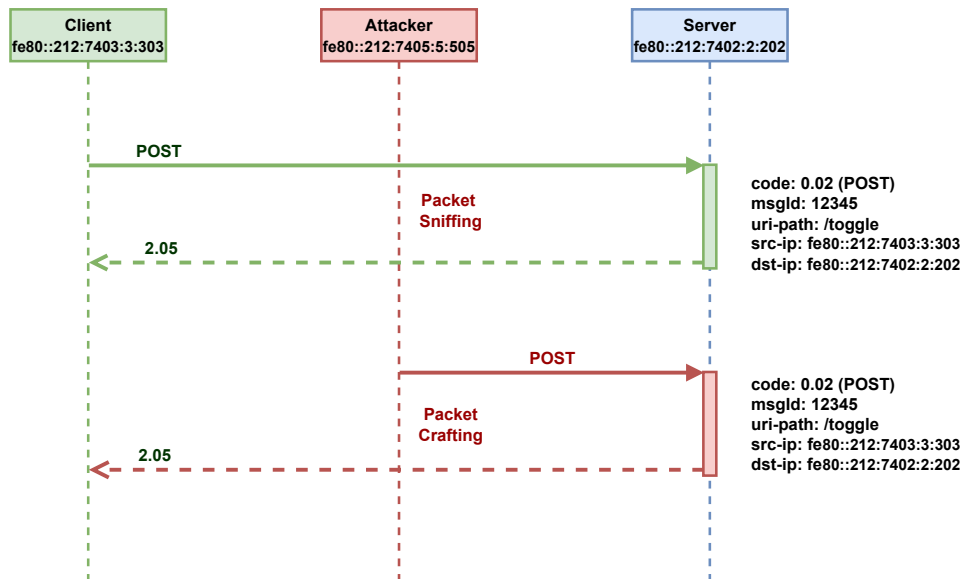 Client
fe80::212:7403:3:303
Attacker
fe80::212:7405:5:505
Server
fe80::212:7402:2:202
POST
Packet
Sniffing
code: 0.02 (POST)
msgId: 12345
uri-path: /toggle
src-ip: fe80::212:7403:3:303
dst-ip: fe80::212:7402:2:202
2.05
POST
Packet
Crafting
code: 0.02 (POST)
msgId: 12345
uri-path: /toggle
src-ip: fe80::212:7403:3:303
dst-ip: fe80::212:7402:2:202
2.05